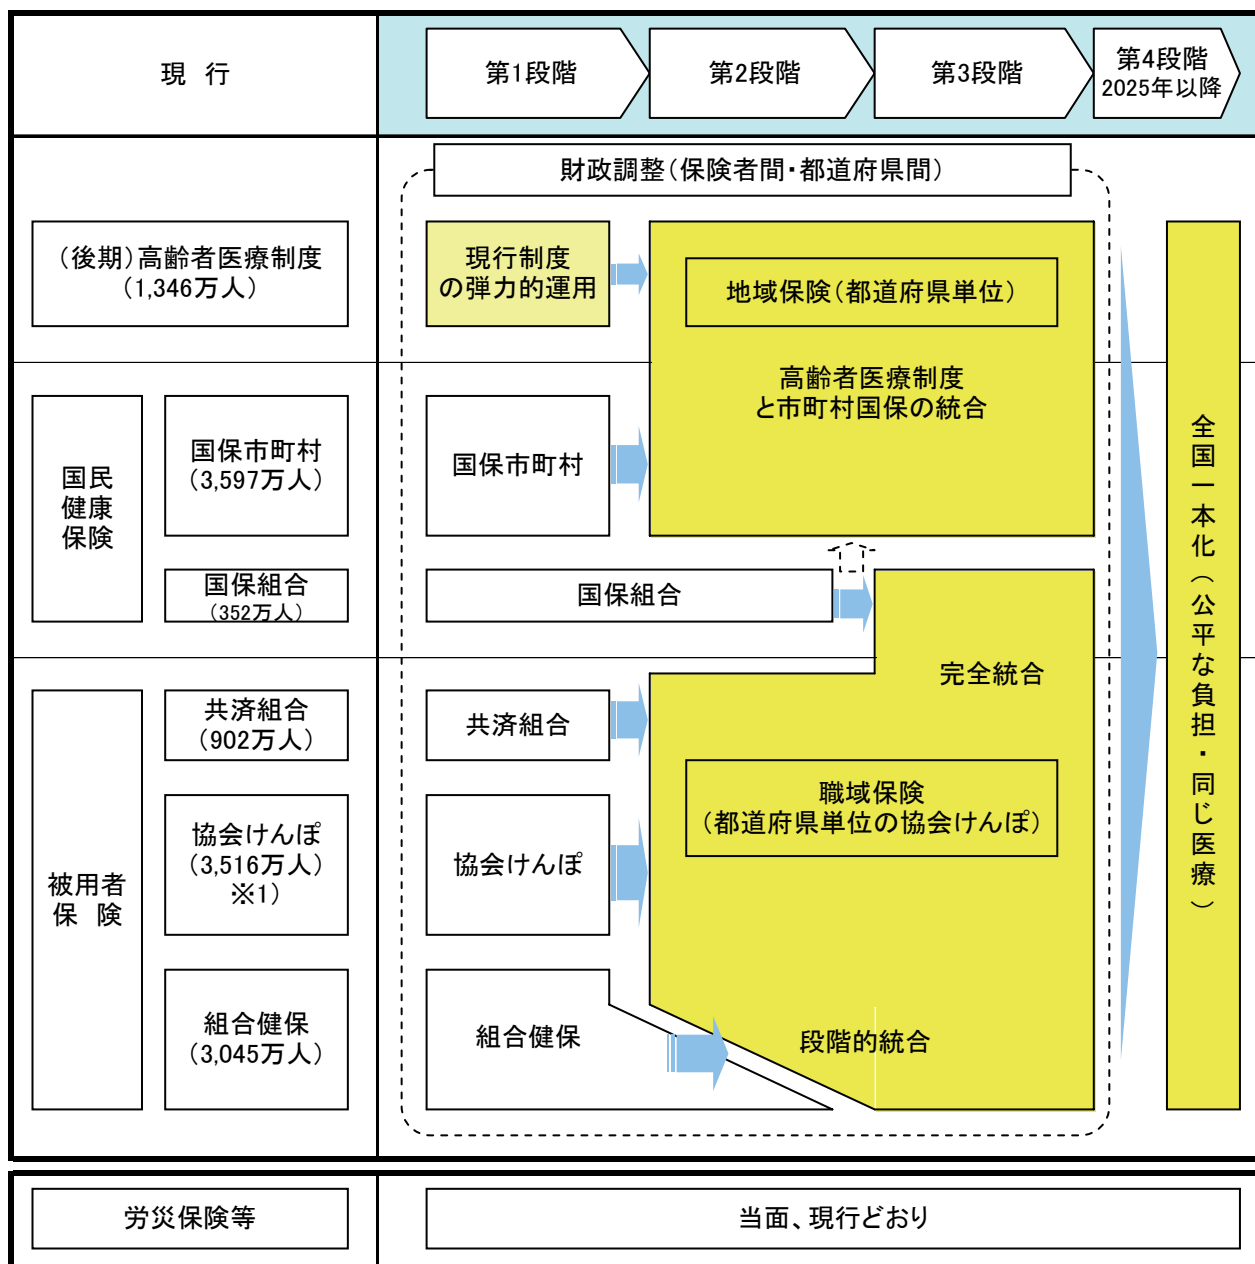 現 行
第1段階
第2段階
第3段階
第4段階
2025年以降
財政調整（保険者間・都道府県間）
（後期）高齢者医療制度
（1,346万人）
現行制度
の弾力的運用
地域保険（都道府県単位）
高齢者医療制度
と市町村国保の統合
国民
健康
保険
国保市町村
（3,597万人）
国保市町村
国保組合
（352万人）
国保組合
完全統合
被用者
保 険
共済組合
（902万人）
共済組合
協会けんぽ
（3,516万人）
※1）
協会けんぽ
職域保険
（都道府県単位の協会けんぽ）
組合健保
（3,045万人）
組合健保
段階的統合
全国一本化（公平な負担・同じ医療）
労災保険等
当面、現行どおり